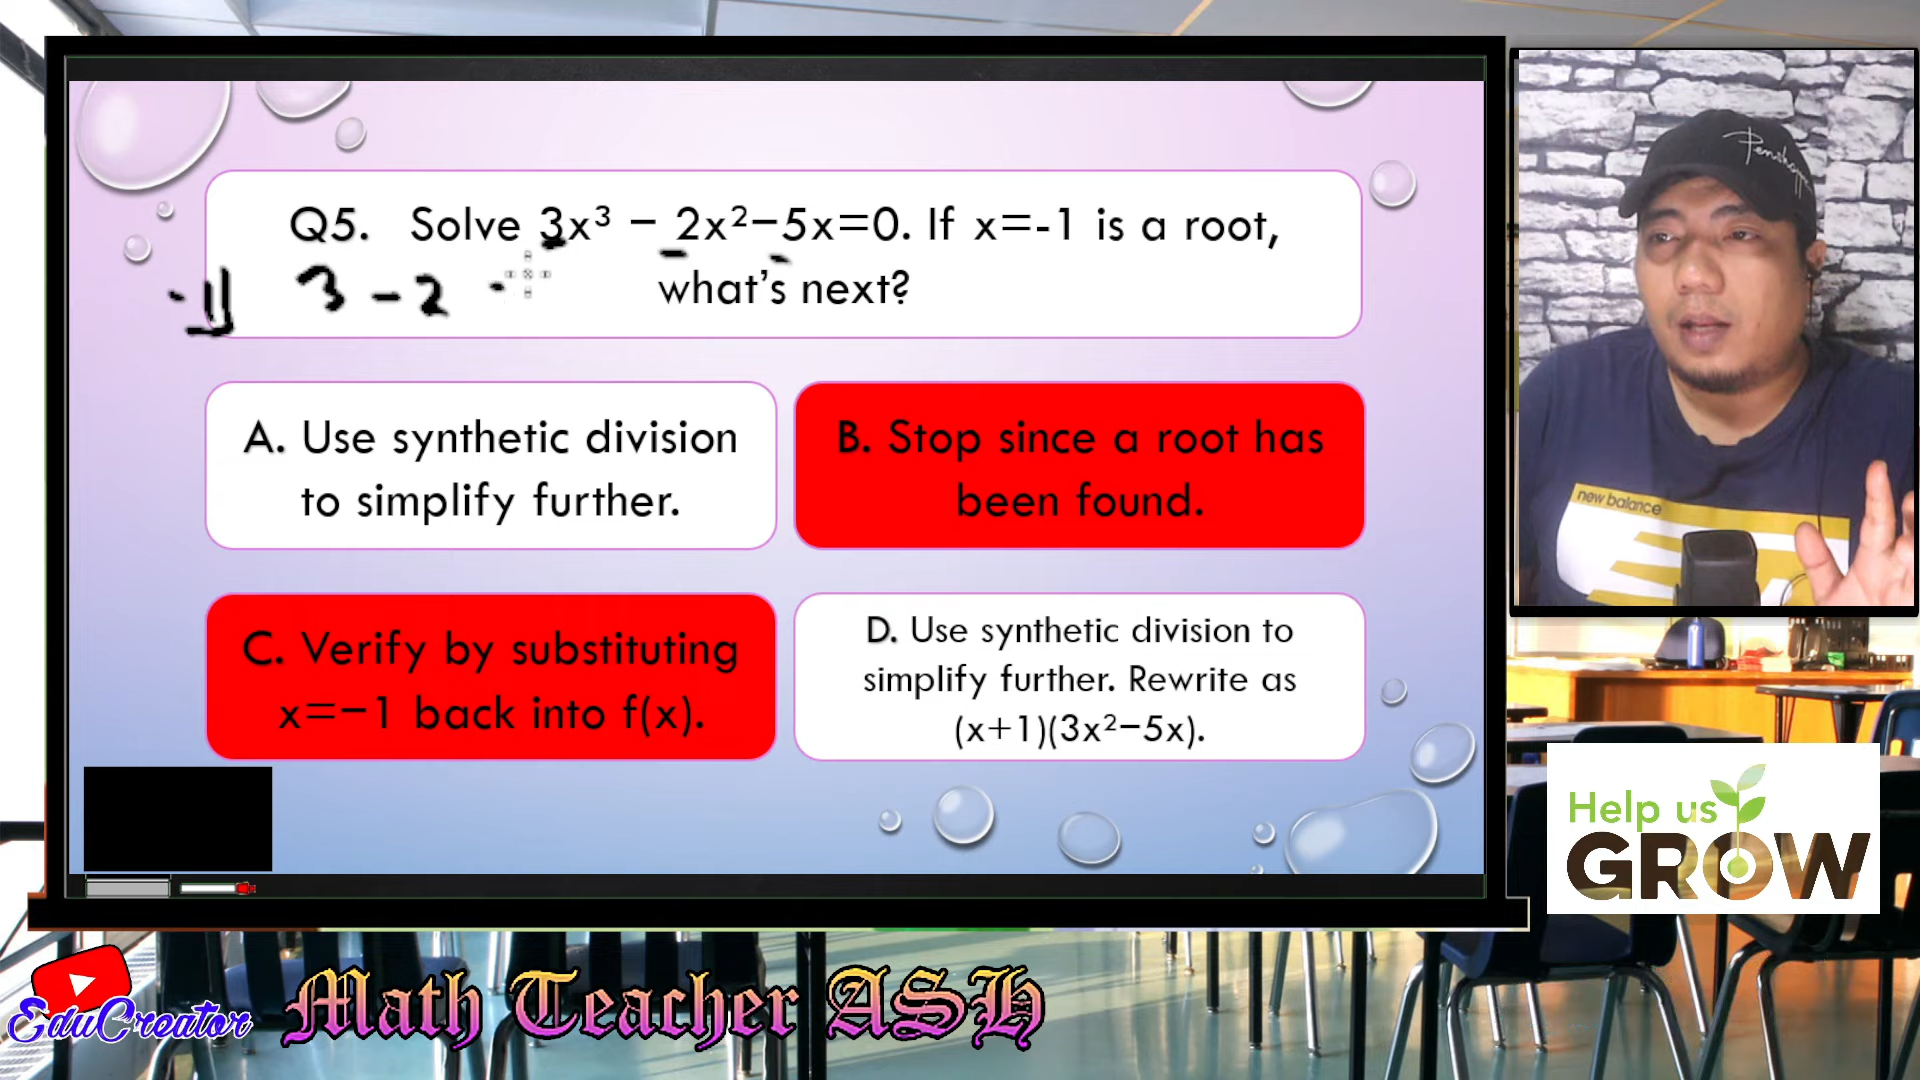 Q5. Solve 3x³ − 2x²−5x=0. If x=-1 is a root,
what's next?
-1 3 -2 -
A. Use synthetic division
to simplify further.
B. Stop since a root has
been found.
C. Verify by substituting
x=−1 back into f(x).
D. Use synthetic division to
simplify further. Rewrite as
(x+1)(3x²−5x).
Penshoppe
new balance
Help us
GROW
EduCreator
Math Teacher ASH